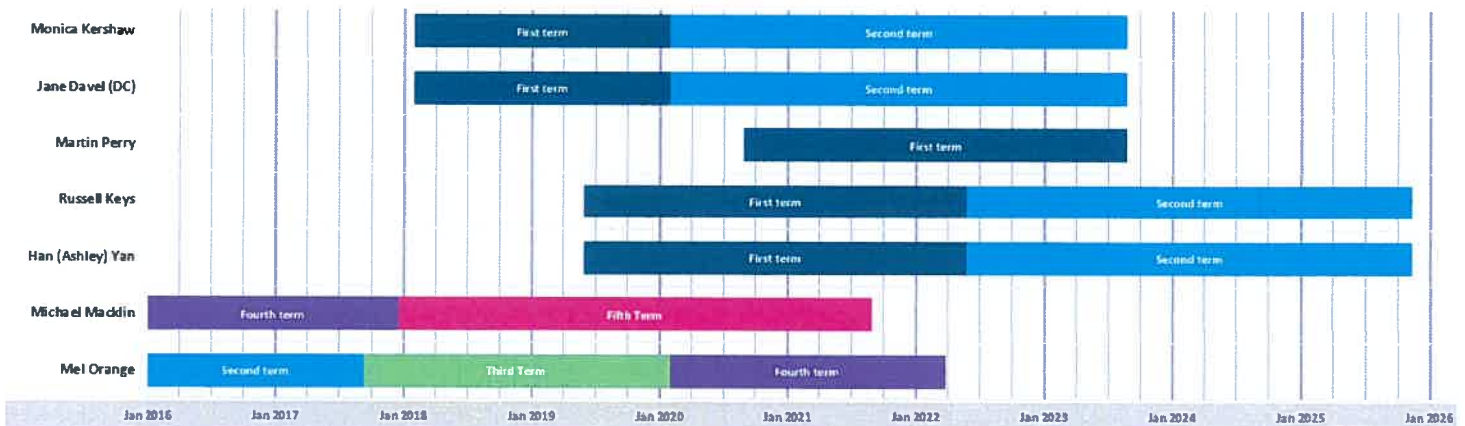 Monica Kershaw First term Second term
Jane Davel (DC) First term Second term
Martin Perry First term
Russell Keys First term Second term
Han (Ashley) Yan First term Second term
Michael Macklin Fourth term Fifth Term
Mel Orange Second term Third Term Fourth term
Jan 2016 Jan 2017 Jan 2018 Jan 2019 Jan 2020 Jan 2021 Jan 2022 Jan 2023 Jan 2024 Jan 2025 Jan 2026